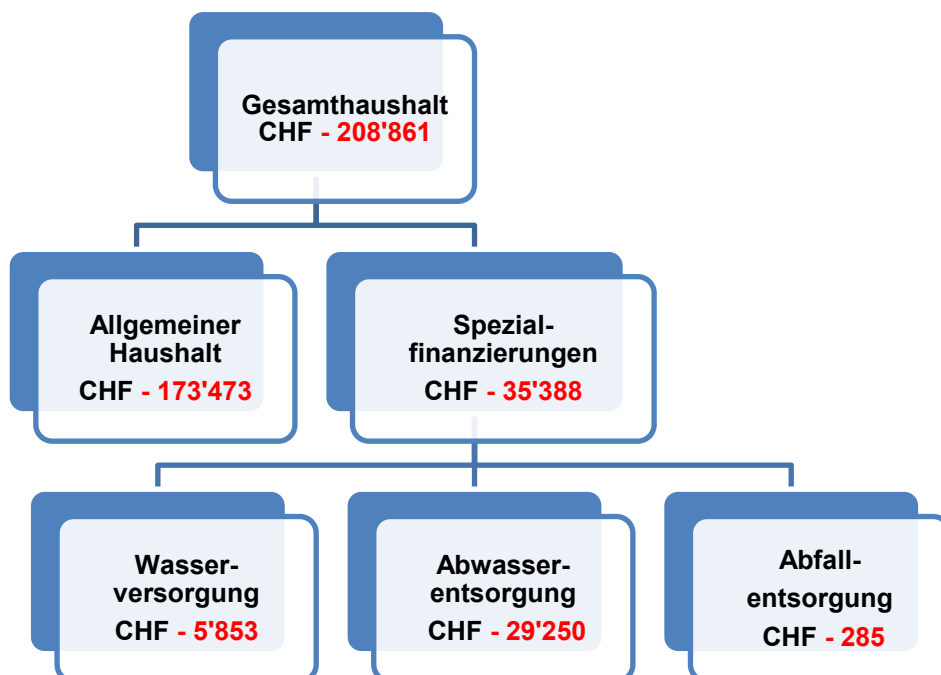 Gesamthaushalt
CHF - 208'861
Allgemeiner
Haushalt
CHF - 173'473
Spezial-
finanzierungen
CHF - 35'388
Wasser-
versorgung
CHF - 5'853
Abwasser-
entsorgung
CHF - 29'250
Abfall-
entsorgung
CHF - 285